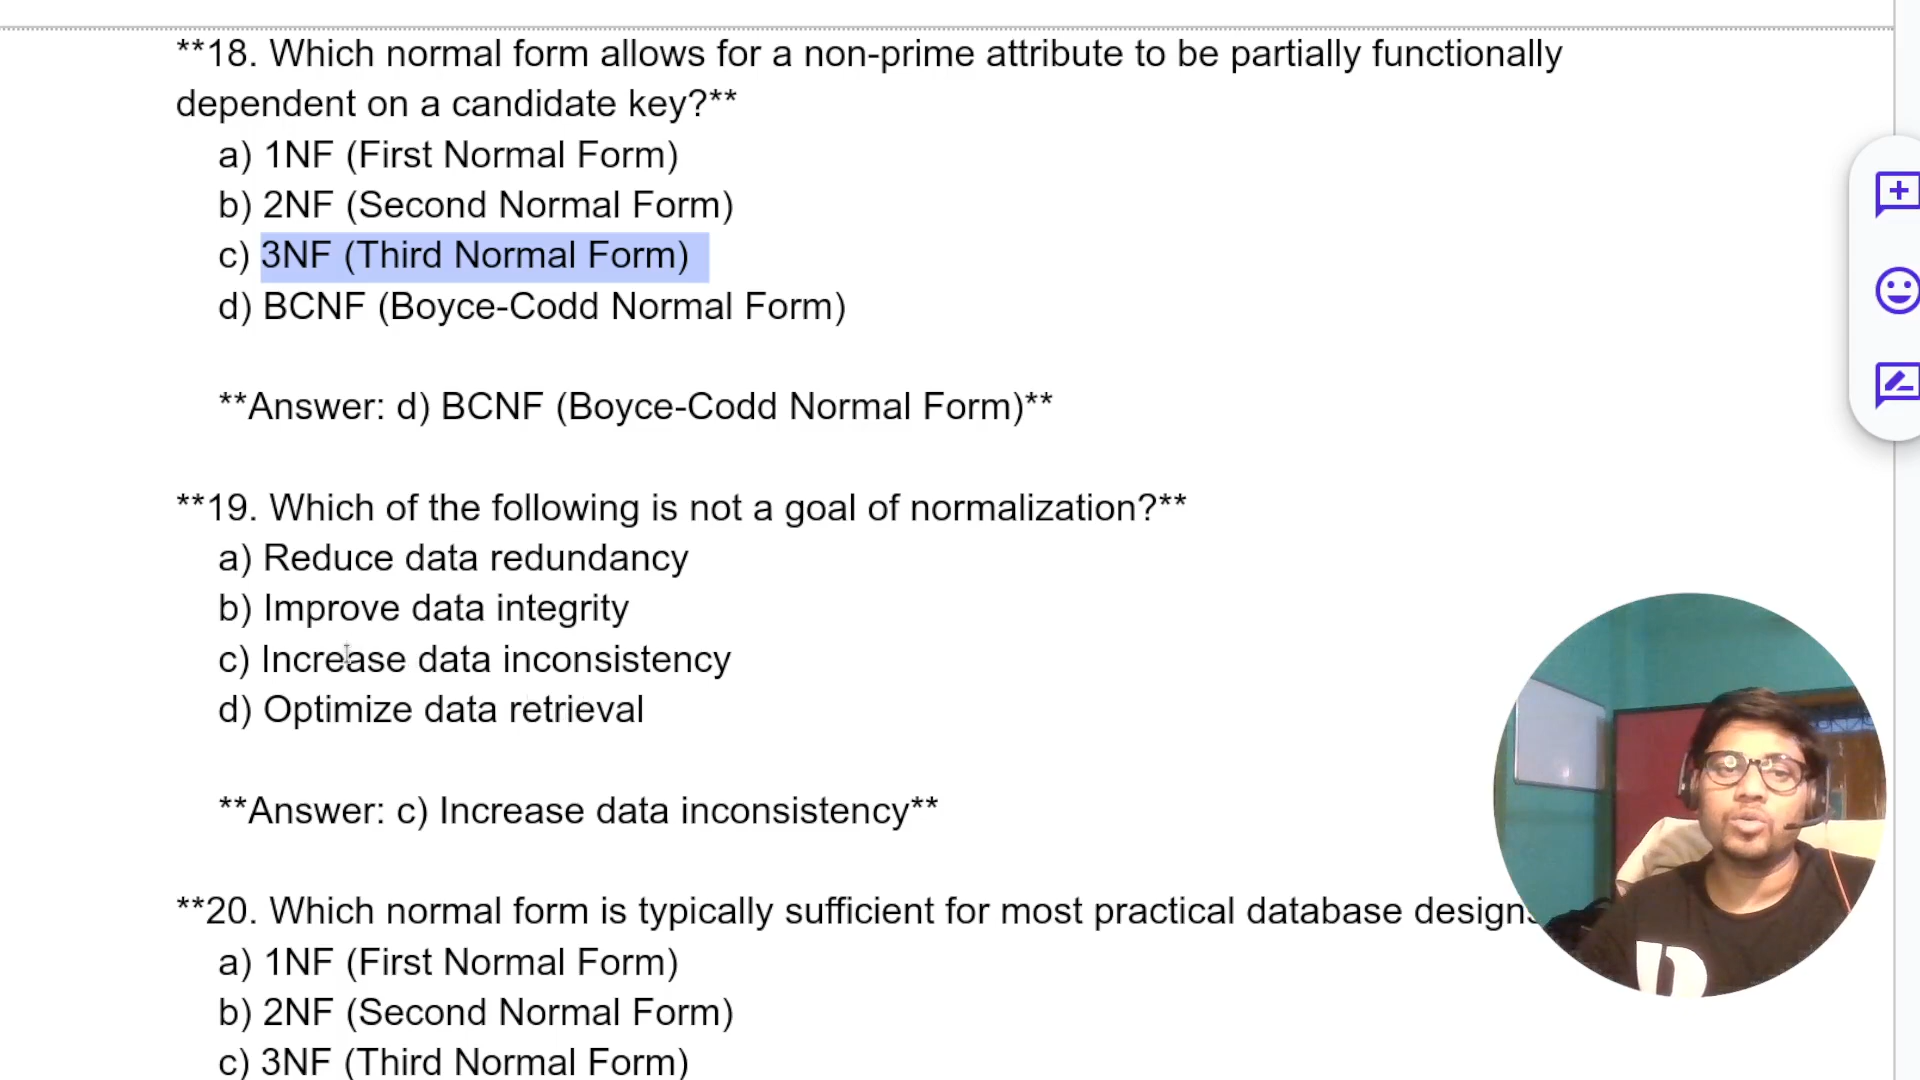 **18. Which normal form allows for a non-prime attribute to be partially functionally
dependent on a candidate key?**
a) 1NF (First Normal Form)
b) 2NF (Second Normal Form)
c) 3NF (Third Normal Form)
d) BCNF (Boyce-Codd Normal Form)
**Answer: d) BCNF (Boyce-Codd Normal Form)**
**19. Which of the following is not a goal of normalization?**
a) Reduce data redundancy
b) Improve data integrity
c) Increase data inconsistency
d) Optimize data retrieval
**Answer: c) Increase data inconsistency**
**20. Which normal form is typically sufficient for most practical database designs
a) 1NF (First Normal Form)
b) 2NF (Second Normal Form)
c) 3NF (Third Normal Form)